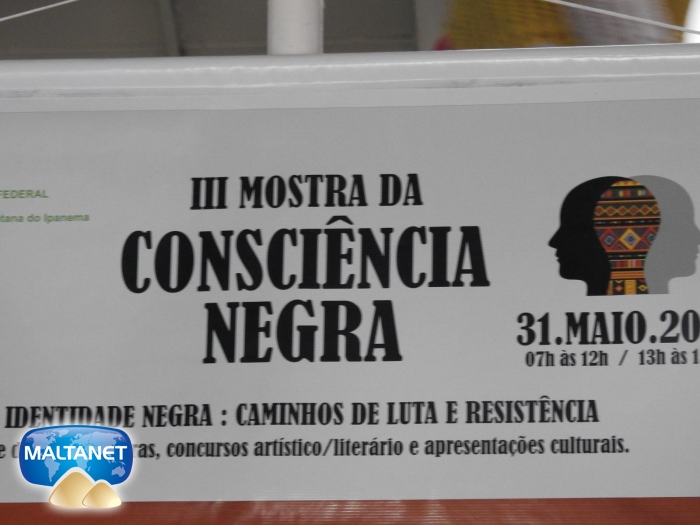 FEDERAL
tana do Ipanema
III MOSTRA DA
CONSCIÊNCIA
NEGRA
31.MAIO.20
07h às 12h / 13h às 1
IDENTIDADE NEGRA : CAMINHOS DE LUTA E RESISTÊNCIA
e ras, concursos artístico/literário e apresentações culturais.
MALTANET